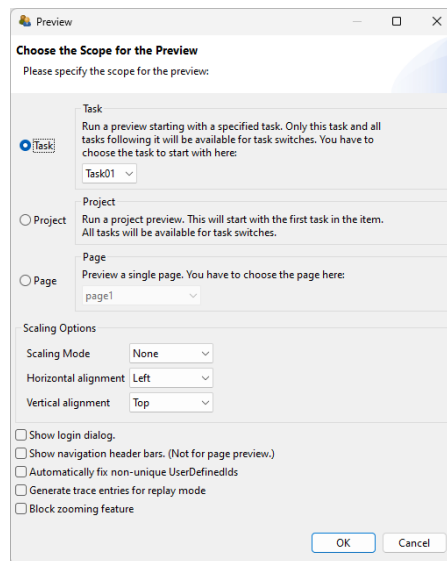 Preview
Choose the Scope for the Preview
Please specify the scope for the preview:
Task
Task
Run a preview starting with a specified task. Only this task and all
tasks following it will be available for task switches. You have to
choose the task to start with here:
Task01
Project
Project
Run a project preview. This will start with the first task in the item.
All tasks will be available for task switches.
Page
Page
Preview a single page. You have to choose the page here:
page1
Scaling Options
Scaling Mode None
Horizontal alignment Left
Vertical alignment Top
Show login dialog.
Show navigation header bars. (Not for page preview.)
Automatically fix non-unique UserDefinedIds
Generate trace entries for replay mode
Block zooming feature
OK Cancel